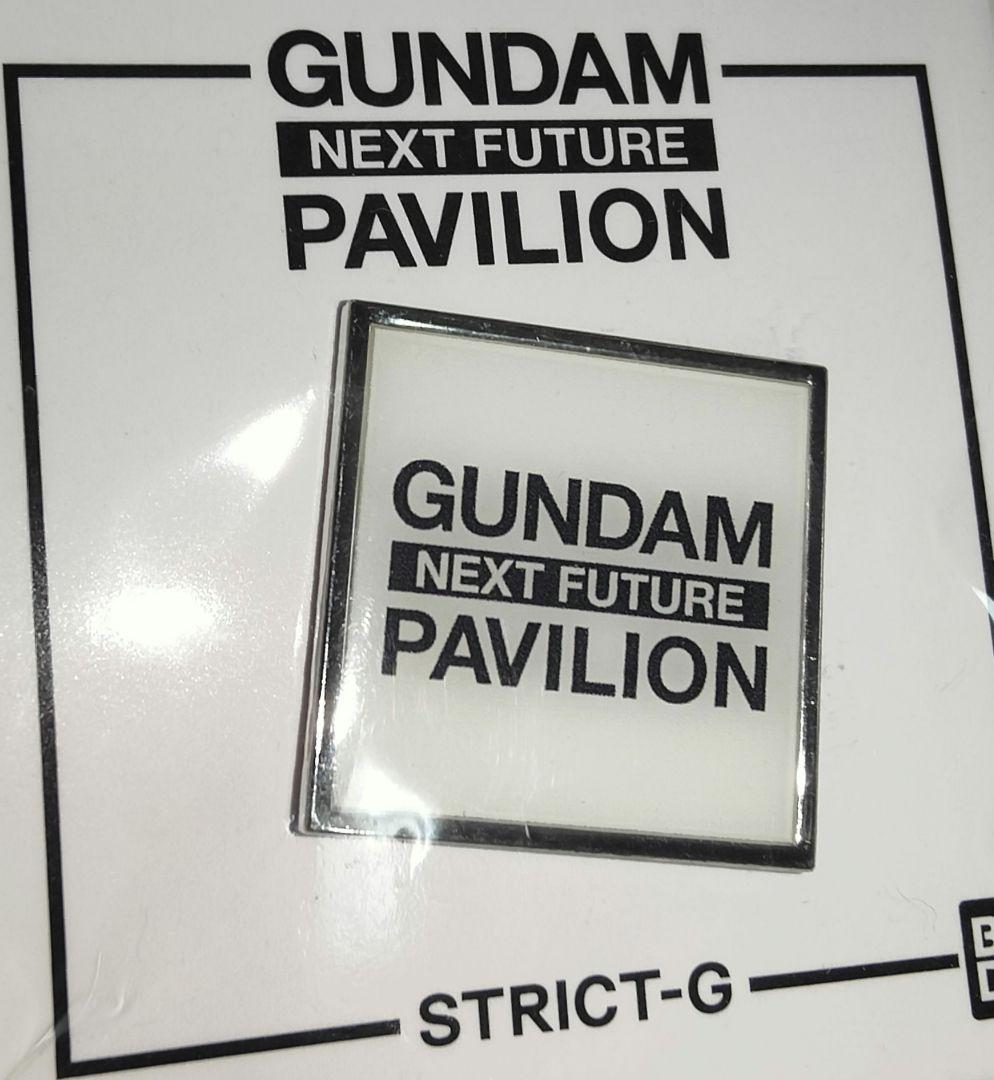 GUNDAM
NEXT FUTURE
PAVILION
GUNDAM
NEXT FUTURE
PAVILION
STRICT-G